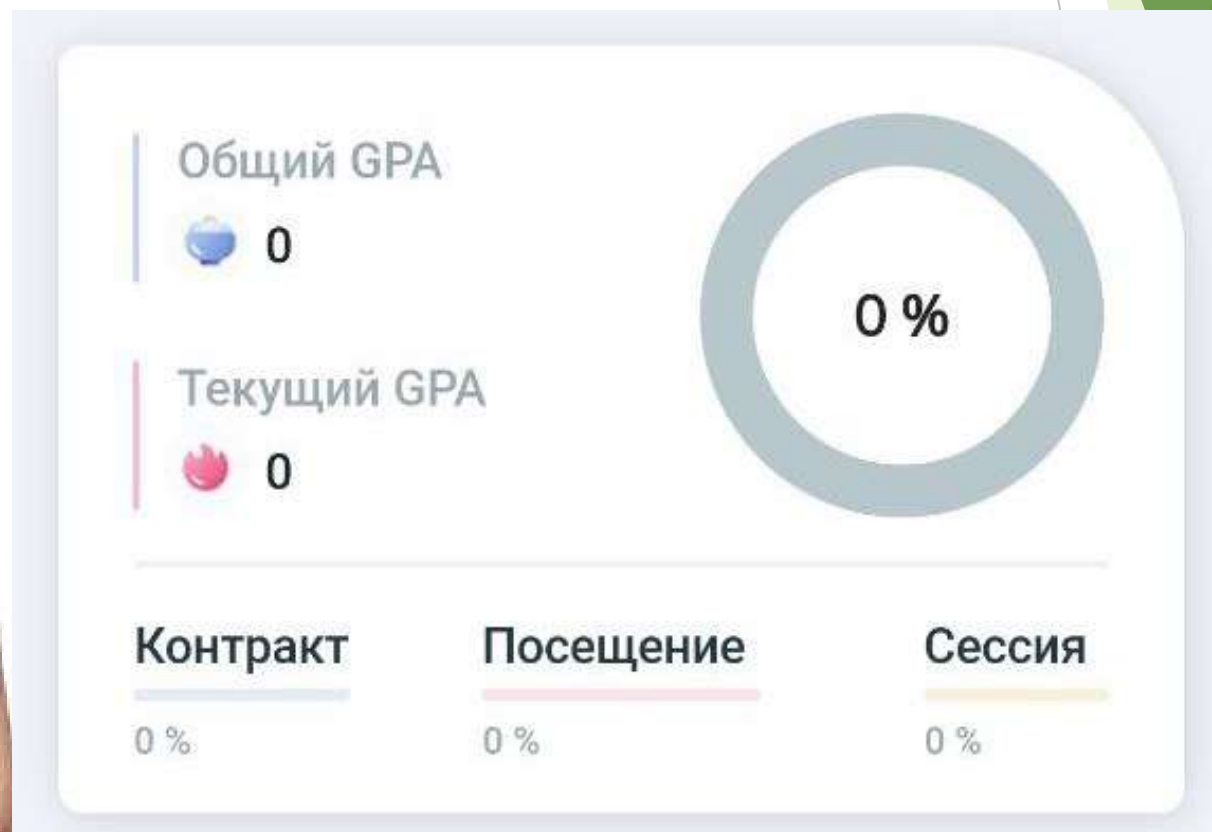 Общий GPA
0
Текущий GPA
0
0 %
Контракт Посещение Сессия
0 % 0 % 0 %